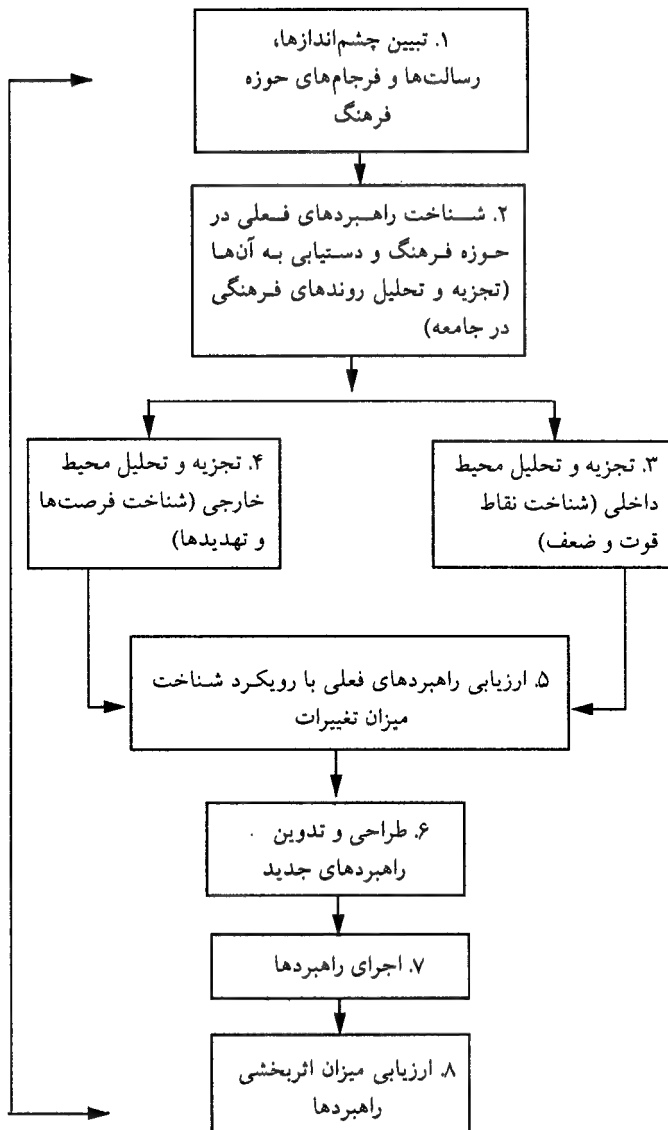 ۱. تبیین چشم‌اندازها،
رسالت‌ها و فرجام‌های حوزه
فرهنگ
۲. شناخت راهبردهای فعلی در
حوزه فرهنگ و دستیابی به آن‌ها
(تجزیه و تحلیل روندهای فرهنگی
در جامعه)
۳. تجزیه و تحلیل محیط
داخلی (شناخت نقاط
قوت و ضعف)
۴. تجزیه و تحلیل محیط
خارجی (شناخت فرصت‌ها
و تهدیدها)
۵. ارزیابی راهبردهای فعلی با رویکرد شناخت
میزان تغییرات
۶. طراحی و تدوین
راهبردهای جدید
۷. اجرای راهبردها
۸. ارزیابی میزان اثربخشی
راهبردها